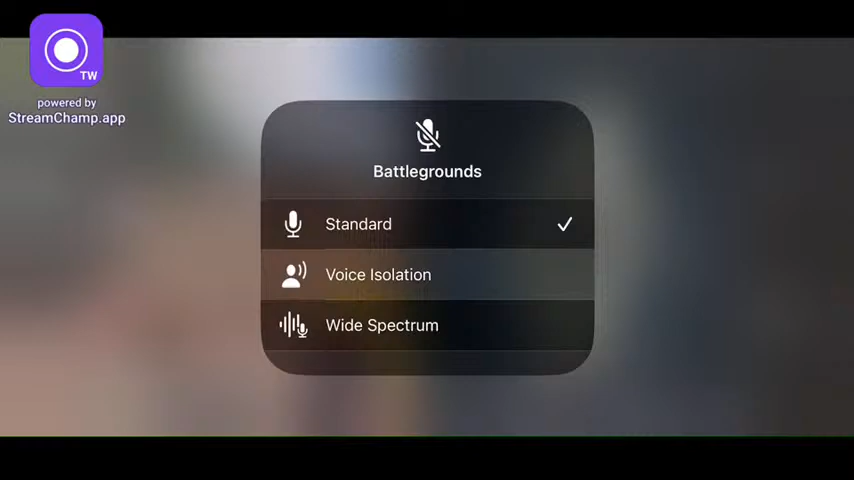 TW
powered by
StreamChamp.app
Battlegrounds
Standard
Voice Isolation
Wide Spectrum